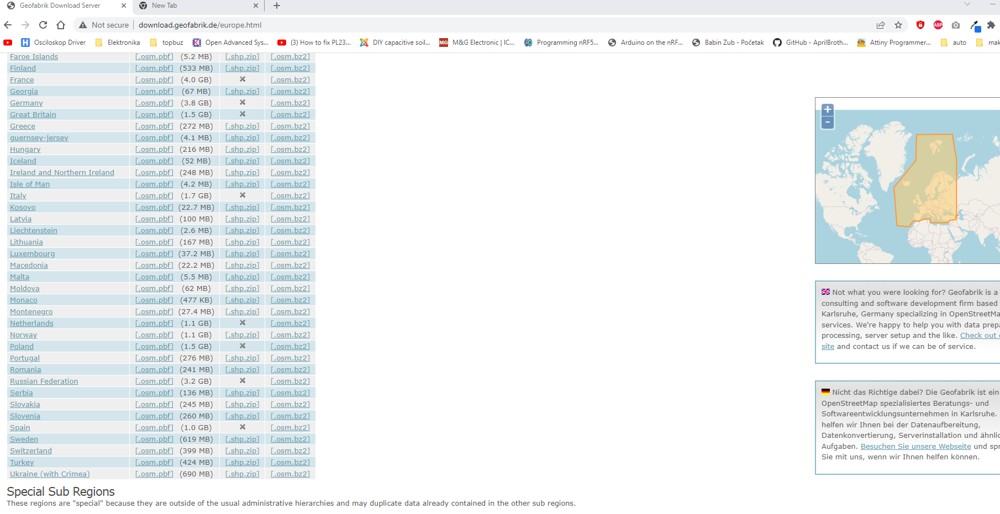 Geofabrik Download Server
New Tab
Not secure
download.geofabrik.de/europe.html
Osciloskop Driver
Elektronika
topbuz
Open Advanced Sys...
(3) How to fix PL23...
DIY capacitive soil...
M&G Electronic | IC...
Programming nRF5...
Arduino on the nRF...
Babin Zub - Početak
GitHub - AprilBroth...
Attiny Programmer...
auto
mak
Faroe Islands [.osm.pbf] (5.2 MB) [.shp.zip] [.osm.bz2]
Finland [.osm.pbf] (533 MB) [.shp.zip] [.osm.bz2]
France [.osm.pbf] (4.0 GB) ✖ [.osm.bz2]
Georgia [.osm.pbf] (67 MB) [.shp.zip] [.osm.bz2]
Germany [.osm.pbf] (3.8 GB) ✖ [.osm.bz2]
Great Britain [.osm.pbf] (1.5 GB) ✖ [.osm.bz2]
Greece [.osm.pbf] (272 MB) [.shp.zip] [.osm.bz2]
guernsey-jersey [.osm.pbf] (4.1 MB) [.shp.zip] [.osm.bz2]
Hungary [.osm.pbf] (216 MB) [.shp.zip] [.osm.bz2]
Iceland [.osm.pbf] (52 MB) [.shp.zip] [.osm.bz2]
Ireland and Northern Ireland [.osm.pbf] (248 MB) [.shp.zip] [.osm.bz2]
Isle of Man [.osm.pbf] (4.2 MB) [.shp.zip] [.osm.bz2]
Italy [.osm.pbf] (1.7 GB) ✖ [.osm.bz2]
Kosovo [.osm.pbf] (22.7 MB) [.shp.zip] [.osm.bz2]
Latvia [.osm.pbf] (100 MB) [.shp.zip] [.osm.bz2]
Liechtenstein [.osm.pbf] (2.6 MB) [.shp.zip] [.osm.bz2]
Lithuania [.osm.pbf] (167 MB) [.shp.zip] [.osm.bz2]
Luxembourg [.osm.pbf] (37.2 MB) [.shp.zip] [.osm.bz2]
Macedonia [.osm.pbf] (22.2 MB) [.shp.zip] [.osm.bz2]
Malta [.osm.pbf] (5.5 MB) [.shp.zip] [.osm.bz2]
Moldova [.osm.pbf] (62 MB) [.shp.zip] [.osm.bz2]
Monaco [.osm.pbf] (477 KB) [.shp.zip] [.osm.bz2]
Montenegro [.osm.pbf] (27.4 MB) [.shp.zip] [.osm.bz2]
Netherlands [.osm.pbf] (1.1 GB) ✖ [.osm.bz2]
Norway [.osm.pbf] (1.1 GB) [.shp.zip] [.osm.bz2]
Poland [.osm.pbf] (1.5 GB) ✖ [.osm.bz2]
Portugal [.osm.pbf] (276 MB) [.shp.zip] [.osm.bz2]
Romania [.osm.pbf] (241 MB) [.shp.zip] [.osm.bz2]
Russian Federation [.osm.pbf] (3.2 GB) ✖ [.osm.bz2]
Serbia [.osm.pbf] (136 MB) [.shp.zip] [.osm.bz2]
Slovakia [.osm.pbf] (245 MB) [.shp.zip] [.osm.bz2]
Slovenia [.osm.pbf] (260 MB) [.shp.zip] [.osm.bz2]
Spain [.osm.pbf] (1.0 GB) ✖ [.osm.bz2]
Sweden [.osm.pbf] (619 MB) [.shp.zip] [.osm.bz2]
Switzerland [.osm.pbf] (399 MB) [.shp.zip] [.osm.bz2]
Turkey [.osm.pbf] (424 MB) [.shp.zip] [.osm.bz2]
Ukraine (with Crimea) [.osm.pbf] (690 MB) [.shp.zip] [.osm.bz2]
Special Sub Regions
These regions are "special" because they are outside of the usual administrative hierarchies and may duplicate data already contained in the other sub regions.
+
-
Not what you were looking for? Geofabrik is a
consulting and software development firm based
Karlsruhe, Germany specializing in OpenStreetMa
services. We're happy to help you with data prepa
processing, server setup and the like. Check out
site and contact us if we can be of service.
Nicht das Richtige dabei? Die Geofabrik ist ein
OpenStreetMap spezialisiertes Beratungs- und
Softwareentwicklungsunternehmen in Karlsruhe.
helfen wir Ihnen bei der Datenaufbereitung,
Datenkonvertierung, Serverinstallation und ähnlic
Aufgaben. Besuchen Sie unsere Webseite und spr
Sie mit uns, wenn wir Ihnen helfen können.